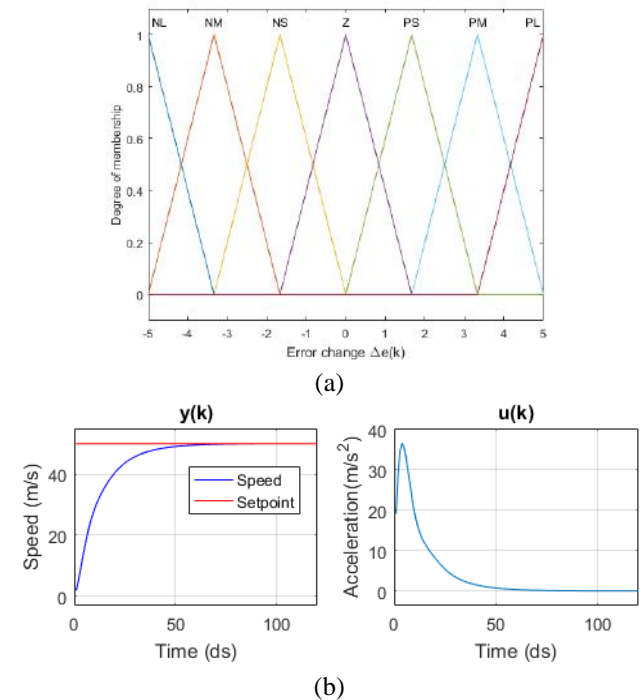 NL NM NS Z PS PM PL
1
0.8
0.6
0.4
0.2
0
Degree of membership
-5 -4 -3 -2 -1 0 1 2 3 4 5
Error change Δe(k)
(a)
y(k)
40
20
0
Speed (m/s)
Speed
Setpoint
0 50 100
Time (ds)
u(k)
40
30
20
10
0
Acceleration(m/s²)
0 50 100
Time (ds)
(b)